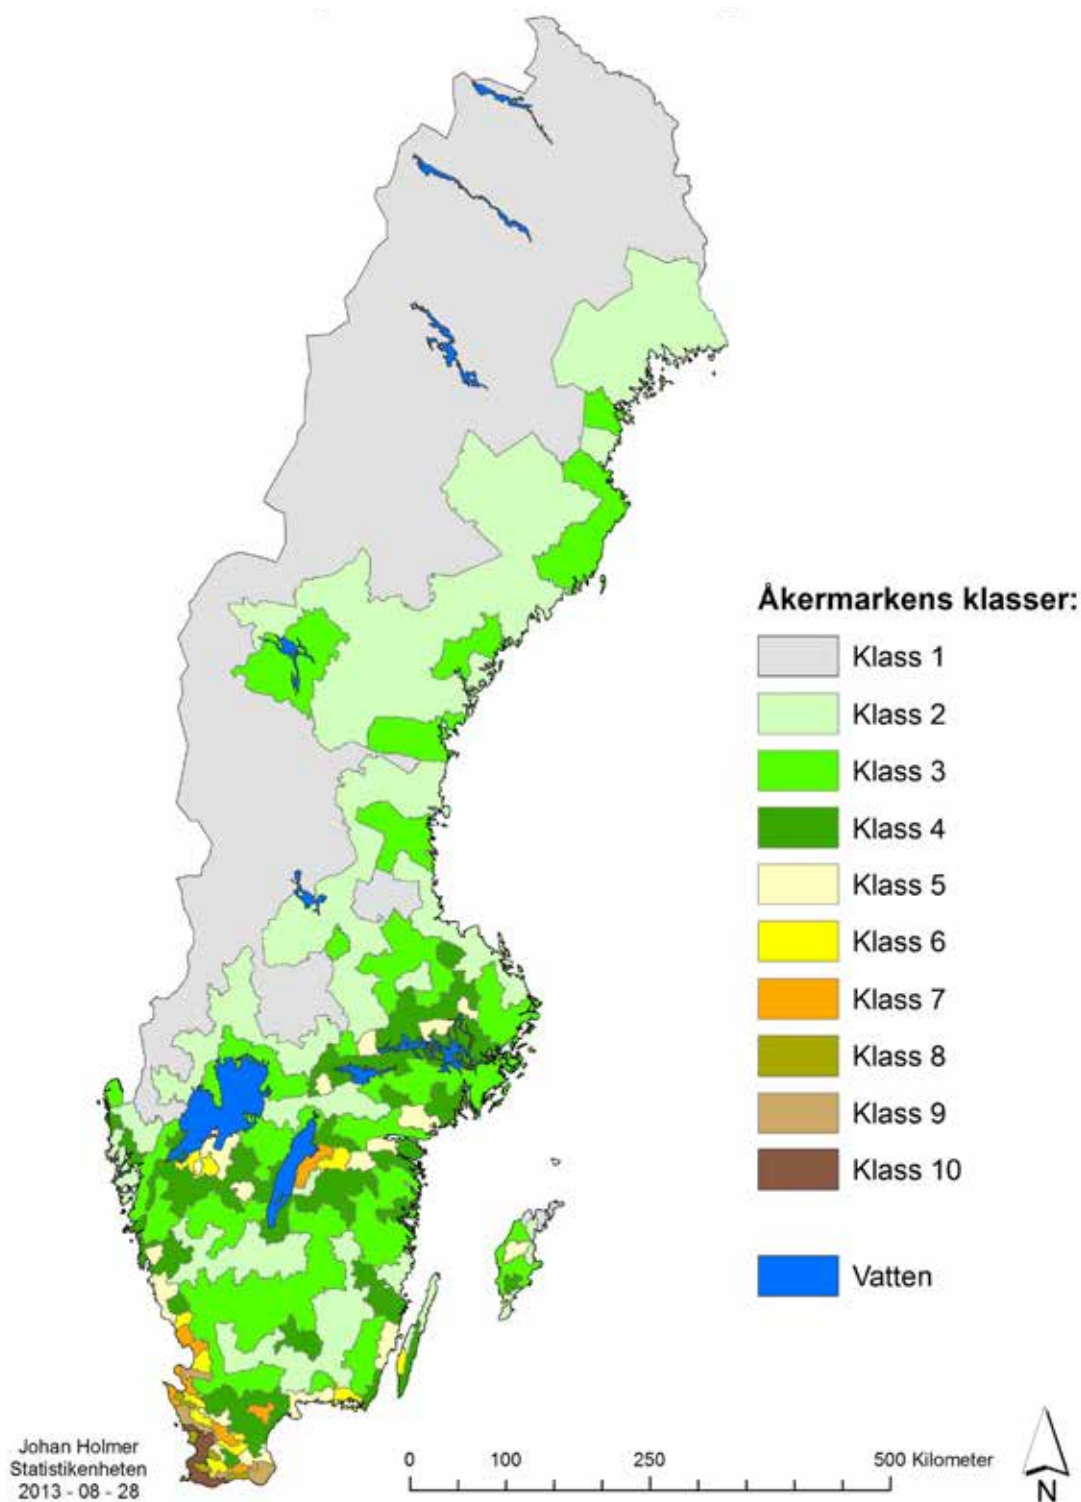 Åkermarkens klasser:
Klass 1
Klass 2
Klass 3
Klass 4
Klass 5
Klass 6
Klass 7
Klass 8
Klass 9
Klass 10
Vatten
Johan Holmer
Statistikenheten
2013 - 08 - 28
0 100 250 500 Kilometer
N